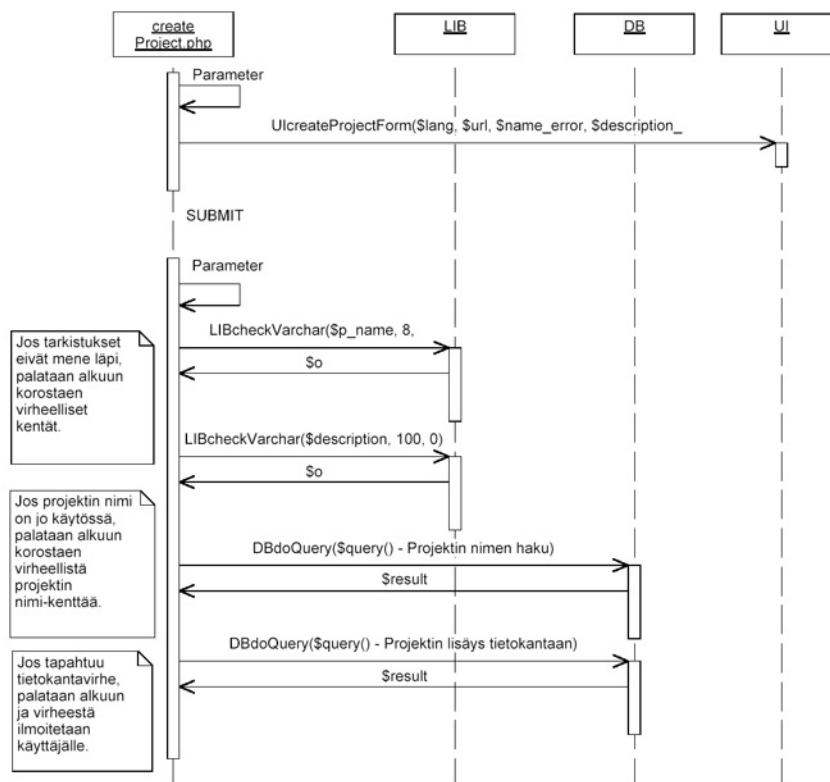 create
Project.php
LIB
DB
UI
Parameter
UIcreateProjectForm($lang, $url, $name_error, $description_
SUBMIT
Parameter
LIBcheckVarchar($p_name, 8,
$o
Jos tarkistukset
eivät mene läpi,
palataan alkuun
korostaen
virheelliset
kentät.
LIBcheckVarchar($description, 100, 0)
$o
Jos projektin nimi
on jo käytössä,
palataan alkuun
korostaen
virheellistä
projektin
nimi-kenttää.
DBdoQuery($query() - Projektin nimen haku)
$result
DBdoQuery($query() - Projektin lisäys tietokantaan)
$result
Jos tapahtuu
tietokantavirhe,
palataan alkuun
ja virheestä
ilmoitetaan
käyttäjälle.